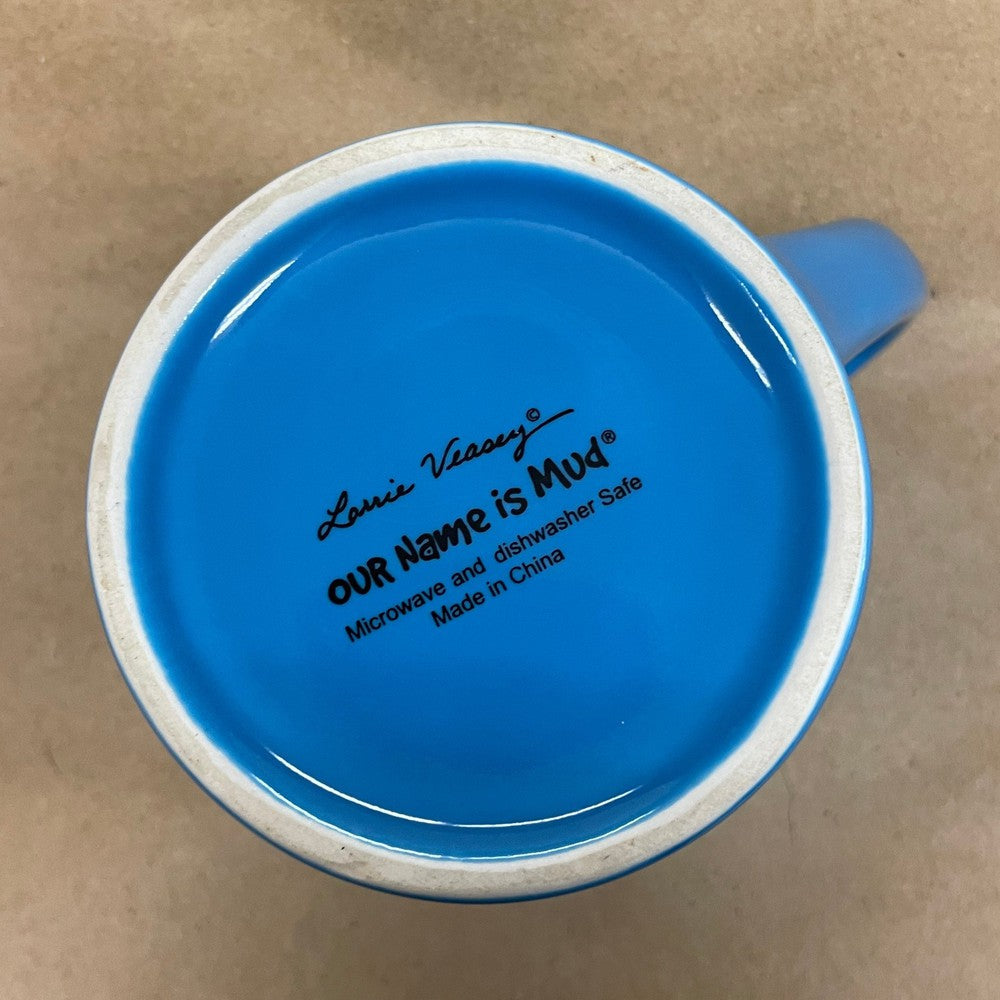 Lorrie Veasey©
OUR Name is Mud®
Microwave and dishwasher Safe
Made in China